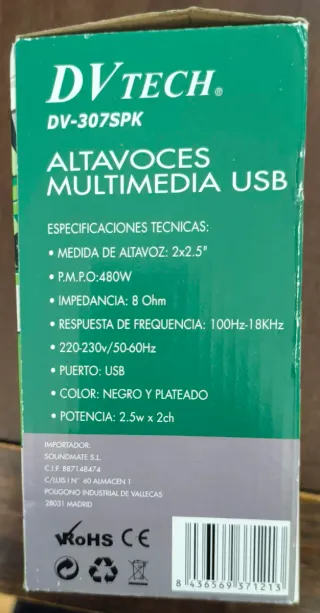 DV TECH ®
DV-307SPK
ALTAVOCES
MULTIMEDIA USB
ESPECIFICACIONES TECNICAS:
• MEDIDA DE ALTAVOZ: 2x2.5"
• P.M.P.O:480W
• IMPEDANCIA: 8 Ohm
• RESPUESTA DE FREQUENCIA: 100Hz-18KHz
• 220-230v/50-60Hz
• PUERTO: USB
• COLOR: NEGRO Y PLATEADO
• POTENCIA: 2.5w x 2ch
IMPORTADOR:
SOUNDMATE S.L.
C.I.F. B87148474
C/LUIS I N° 60 ALMACEN 1
POLIGONO INDUSTRIAL DE VALLECAS
28031 MADRID
RoHS CE
8 436569 371213